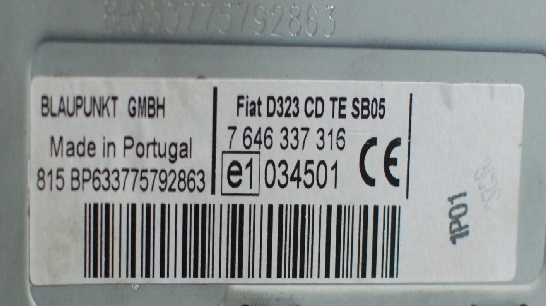 BP633775792863
BLAUPUNKT GMBH
Made in Portugal
815 BP633775792863
Fiat D323 CD TE SB05
7 646 337 316
e1 034501 CE
1P01